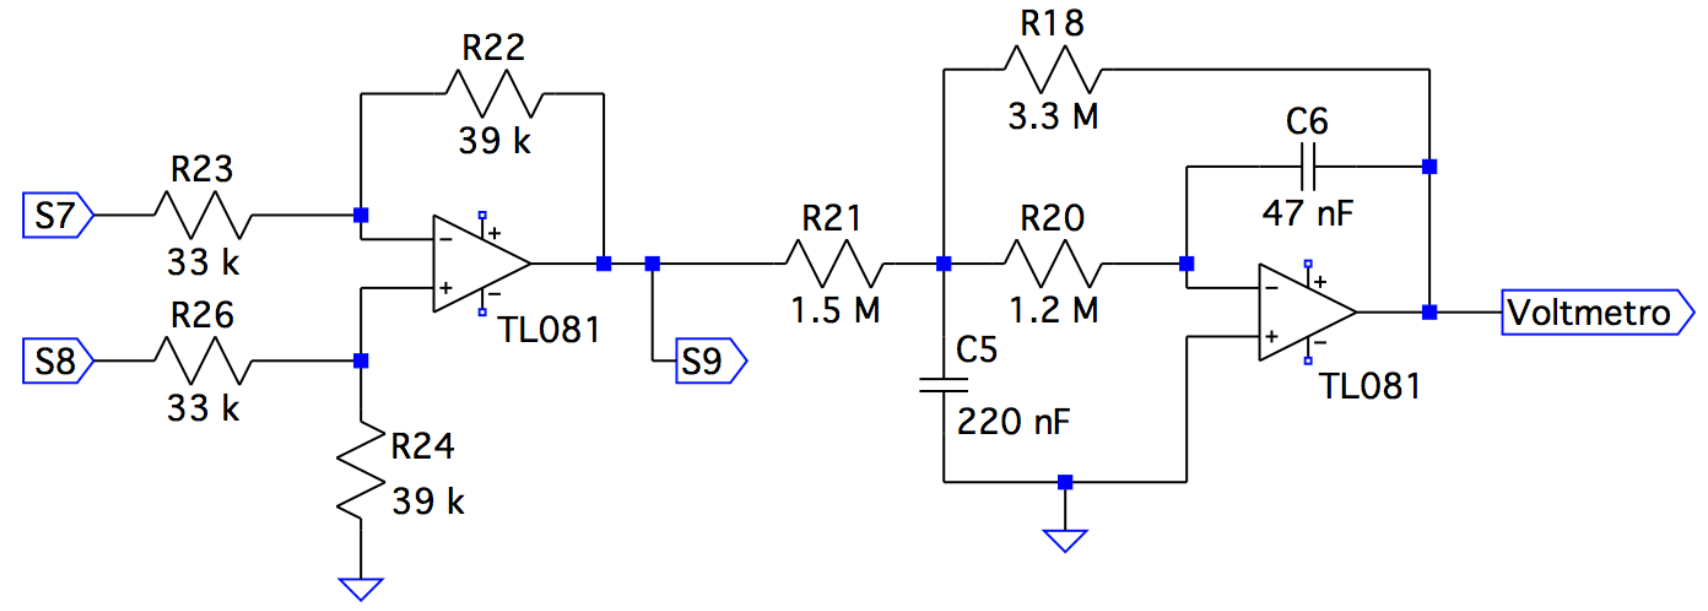 R18
3.3 M
R22
39 k
C6
47 nF
R23
S7
33 k
R21
1.5 M
R20
1.2 M
−
+
+
−
TL081
−
+
+
−
TL081
Voltmetro
R26
S8
33 k
S9
C5
220 nF
R24
39 k